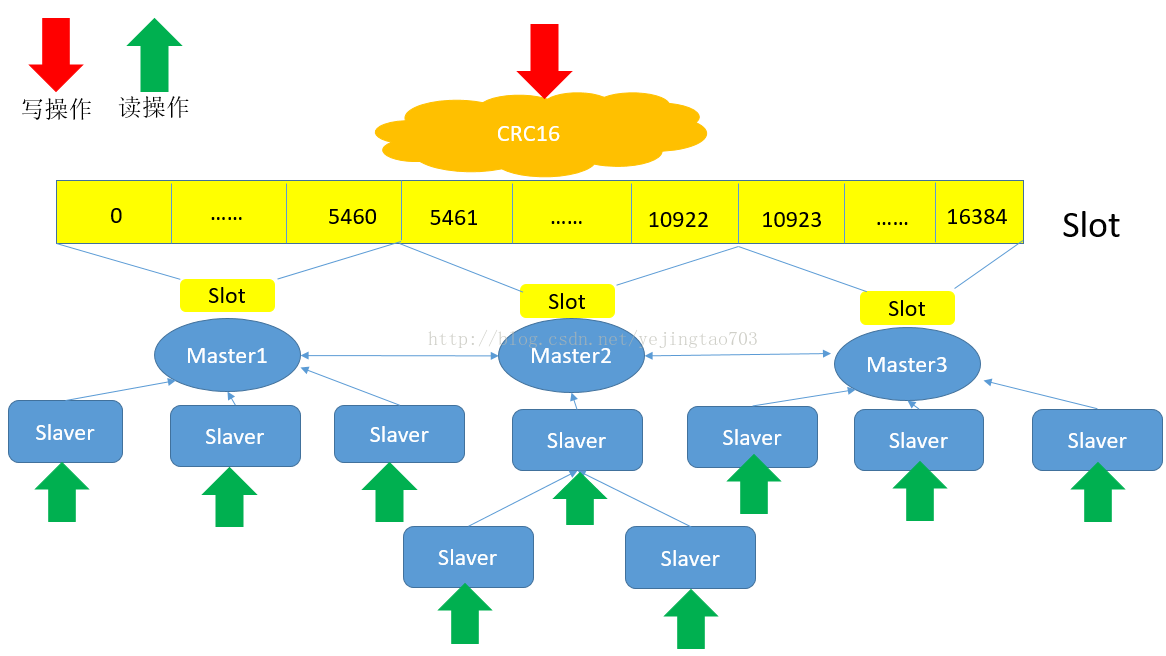 写操作
读操作
CRC16
0
......
5460
5461
......
10922
10923
......
16384
Slot
Slot
Slot
Slot
http://blog.csdn.net/yejingtao703
Master1
Master2
Master3
Slaver
Slaver
Slaver
Slaver
Slaver
Slaver
Slaver
Slaver
Slaver